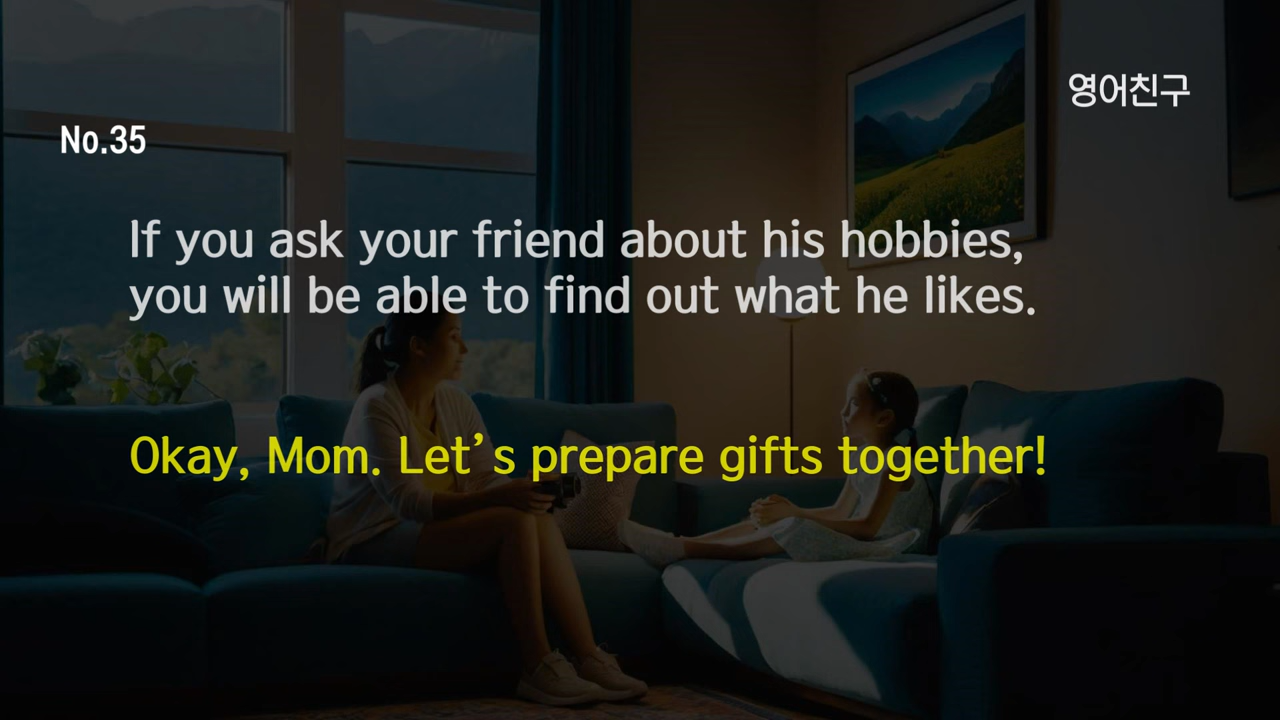 영어친구
No.35
If you ask your friend about his hobbies,
you will be able to find out what he likes.
Okay, Mom. Let's prepare gifts together!